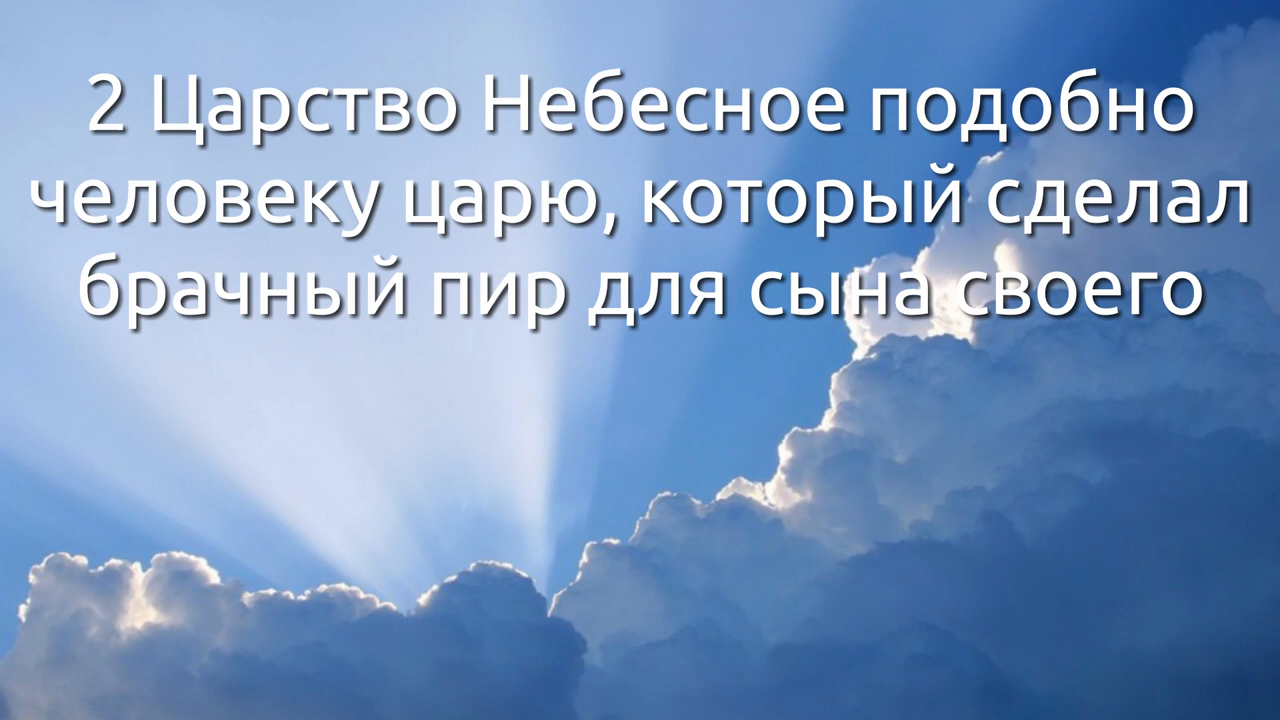 2 Царство Небесное подобно
человеку царю, который сделал
брачный пир для сына своего